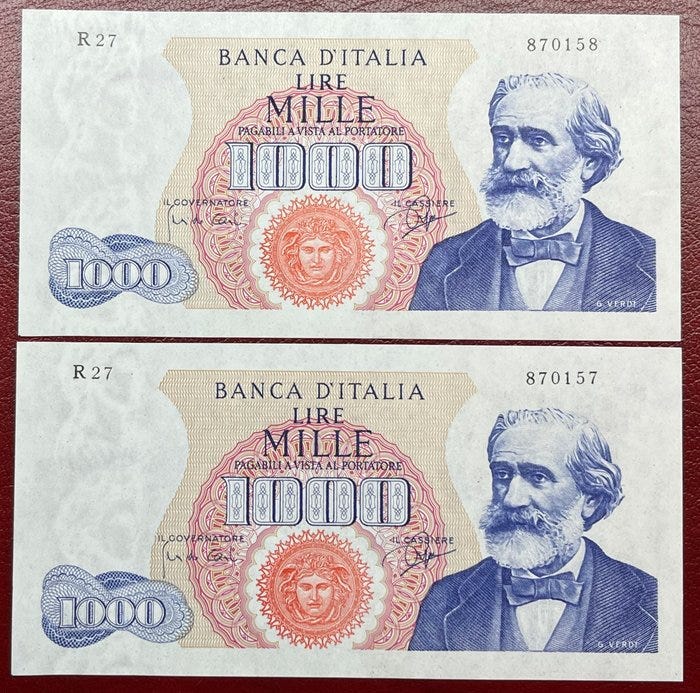 R 27 870158
BANCA D'ITALIA
LIRE
MILLE
PAGABILI A VISTA AL PORTATORE
1000
IL GOVERNATORE IL CASSIERE
1000
G. VERDI
R 27 870157
BANCA D'ITALIA
LIRE
MILLE
PAGABILI A VISTA AL PORTATORE
1000
IL GOVERNATORE IL CASSIERE
1000
G. VERDI